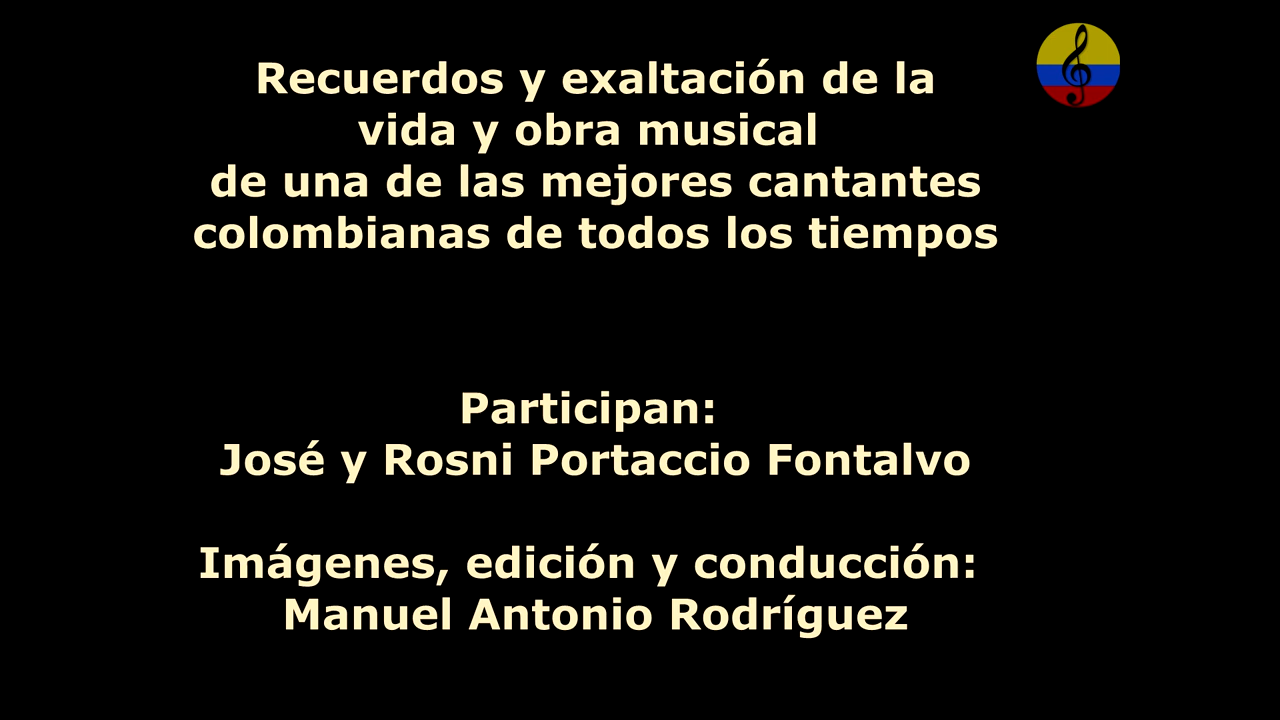 Recuerdos y exaltación de la
vida y obra musical
de una de las mejores cantantes
colombianas de todos los tiempos
Participan:
José y Rosni Portaccio Fontalvo
Imágenes, edición y conducción:
Manuel Antonio Rodríguez